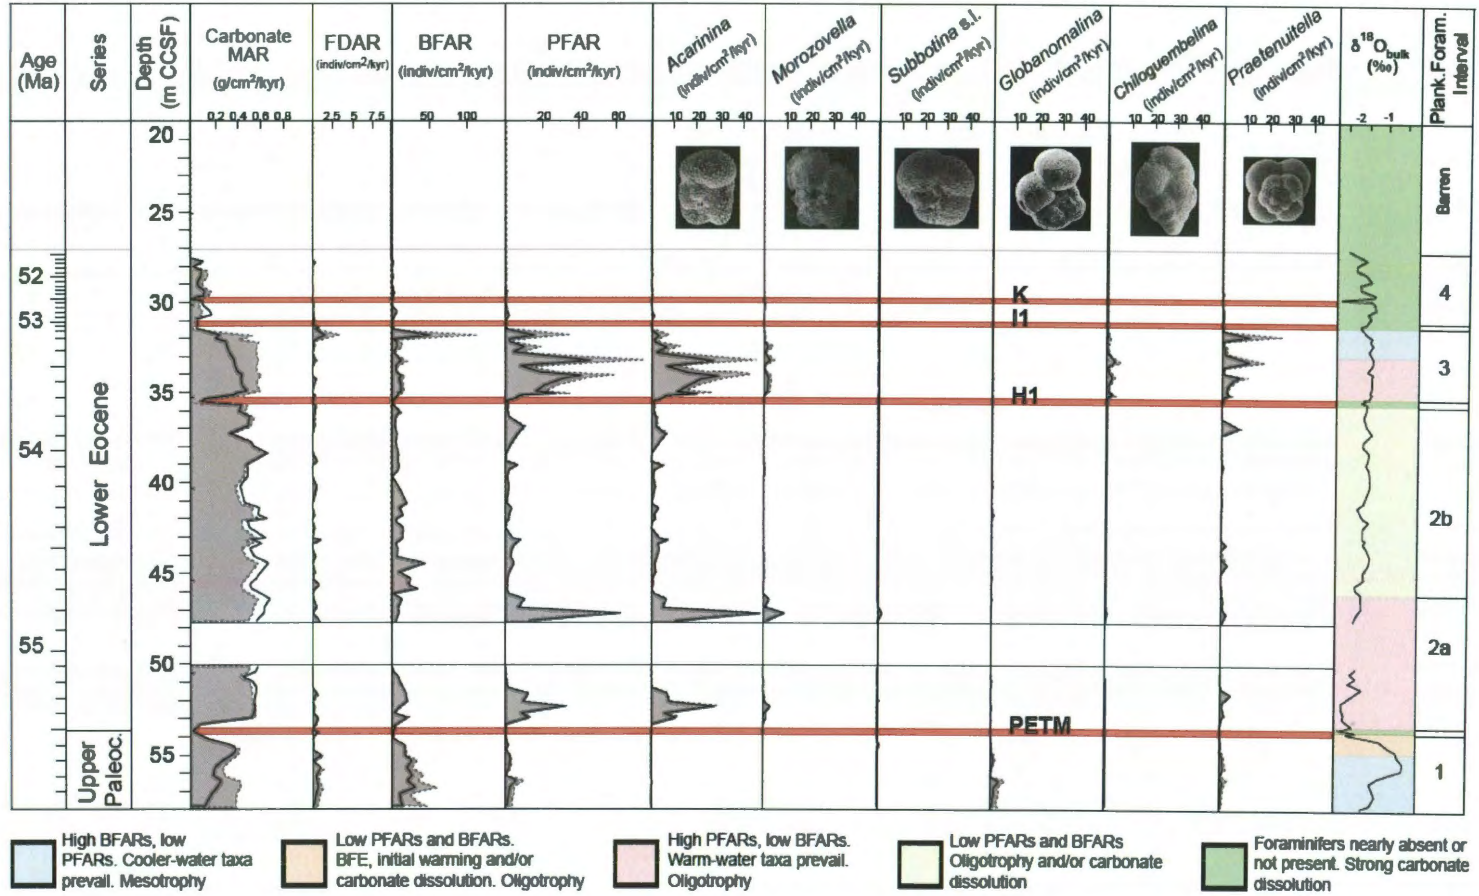 Age
(Ma)
Series
Depth
(m CCSF)
Carbonate
MAR
(g/cm²/kyr)
FDAR
(indiv/cm²/kyr)
BFAR
(indiv/cm²/kyr)
PFAR
(indiv/cm²/kyr)
Acarinina
(indiv/cm²/kyr)
Morozovella
(indiv/cm²/kyr)
Subbotina s.l.
(indiv/cm²/kyr)
Globanomalina
(indiv/cm²/kyr)
Chiloguembelina
(indiv/cm²/kyr)
Praetenuitella
(indiv/cm²/kyr)
δ¹⁸O bulk
(‰)
Plank.Foram.
Interval
0,2 0,4 0,6 0,8
2.5 5 7.5
50 100
20 40 60
10 20 30 40
10 20 30 40
10 20 30 40
10 20 30 40
10 20 30 40
10 20 30 40
-2 -1
20
25
30
35
40
45
50
55
52
53
54
55
Lower Eocene
Upper
Paleoc.
K
I1
H1
PETM
Barren
4
3
2b
2a
1
High BFARs, low
PFARs. Cooler-water taxa
prevail. Mesotrophy
Low PFARs and BFARs.
BFE, initial warming and/or
carbonate dissolution. Oligotrophy
High PFARs, low BFARs.
Warm-water taxa prevail.
Oligotrophy
Low PFARs and BFARs
Oligotrophy and/or carbonate
dissolution
Foraminifers nearly absent or
not present. Strong carbonate
dissolution